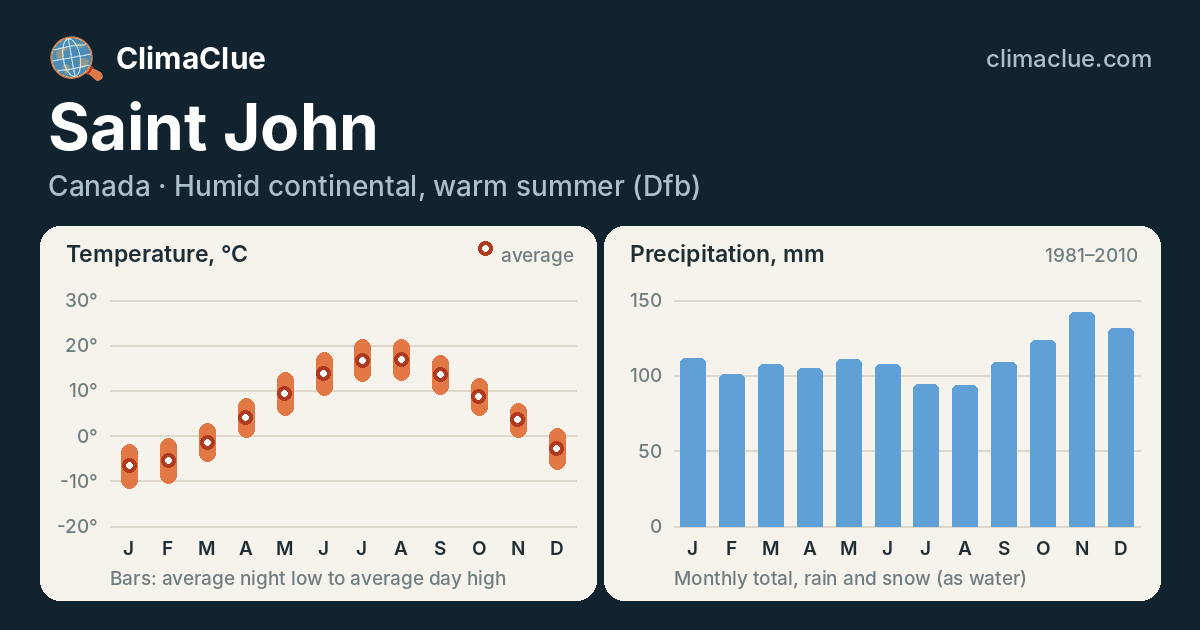 ClimaClue
climaclue.com
Saint John
Canada · Humid continental, warm summer (Dfb)
Temperature, °C
average
30°
20°
10°
0°
-10°
-20°
J F M A M J J A S O N D
Bars: average night low to average day high
Precipitation, mm
1981–2010
150
100
50
0
J F M A M J J A S O N D
Monthly total, rain and snow (as water)